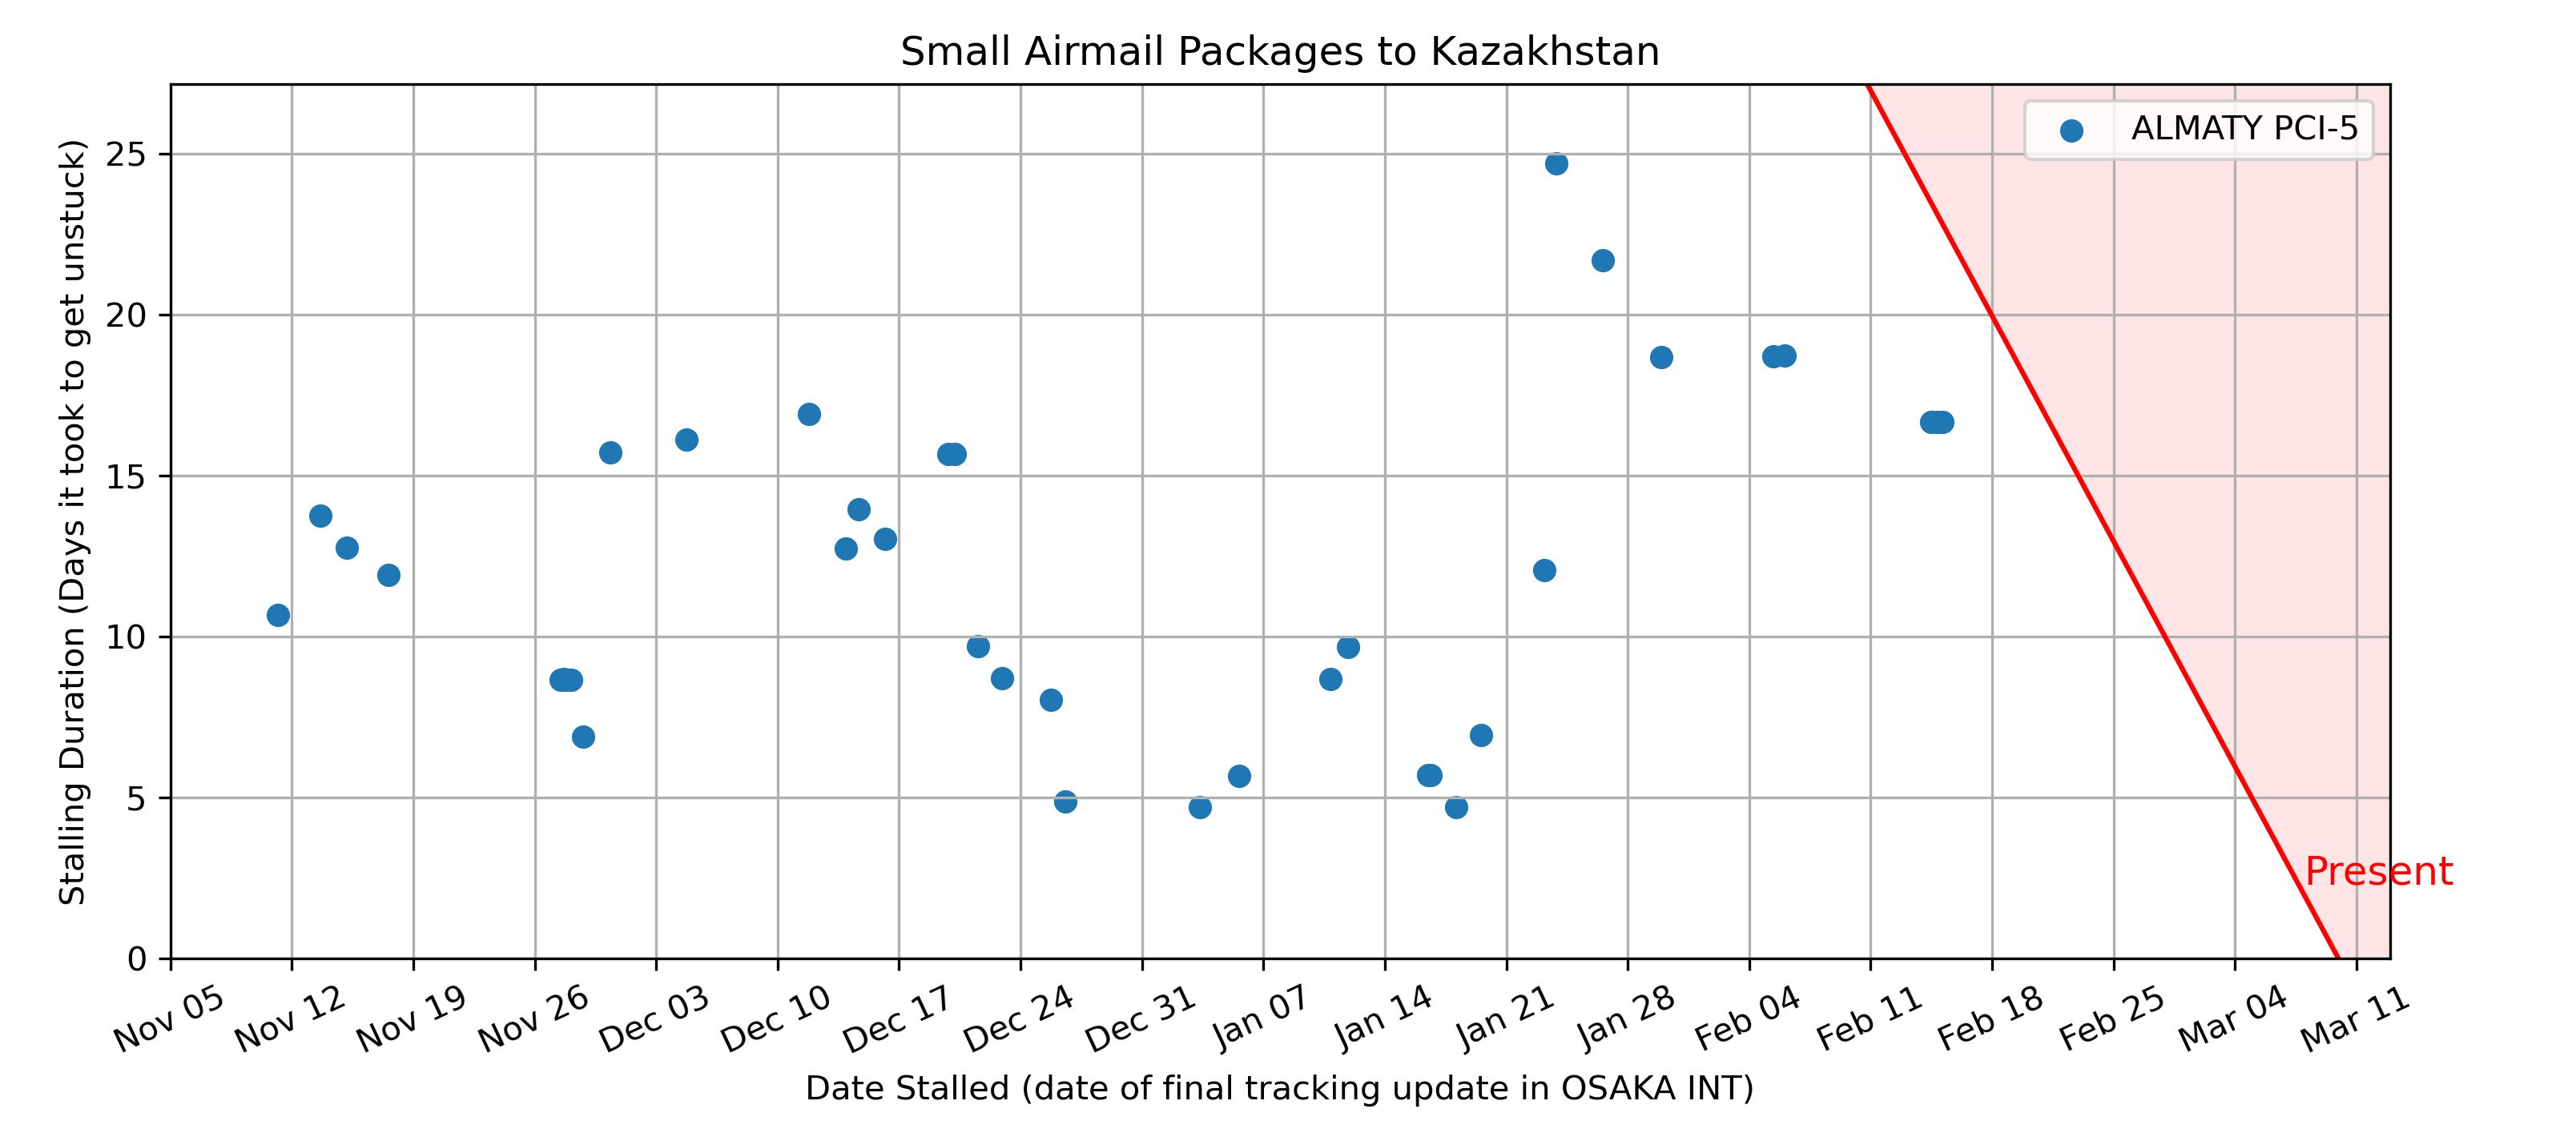 Small Airmail Packages to Kazakhstan
ALMATY PCI-5
Stalling Duration (Days it took to get unstuck)
25
20
15
10
5
0
Present
Nov 05
Nov 12
Nov 19
Nov 26
Dec 03
Dec 10
Dec 17
Dec 24
Dec 31
Jan 07
Jan 14
Jan 21
Jan 28
Feb 04
Feb 11
Feb 18
Feb 25
Mar 04
Mar 11
Date Stalled (date of final tracking update in OSAKA INT)